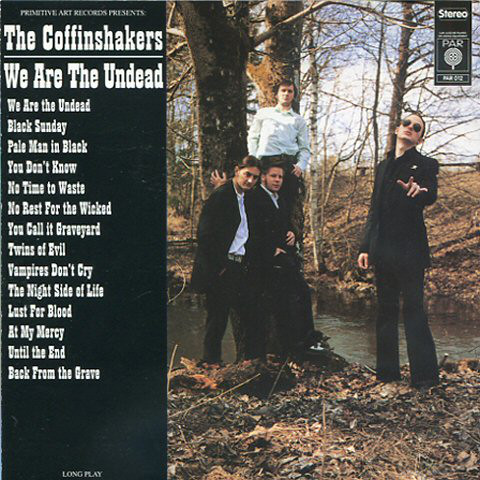 PRIMITIVE ART RECORDS PRESENTS:
The Coffinshakers
We Are The Undead
We Are the Undead
Black Sunday
Pale Man in Black
You Don't Know
No Time to Waste
No Rest For the Wicked
You Call it Graveyard
Twins of Evil
Vampires Don't Cry
The Night Side of Life
Lust For Blood
At My Mercy
Until the End
Back From the Grave
LONG PLAY
Stereo
PAR
PAR 012